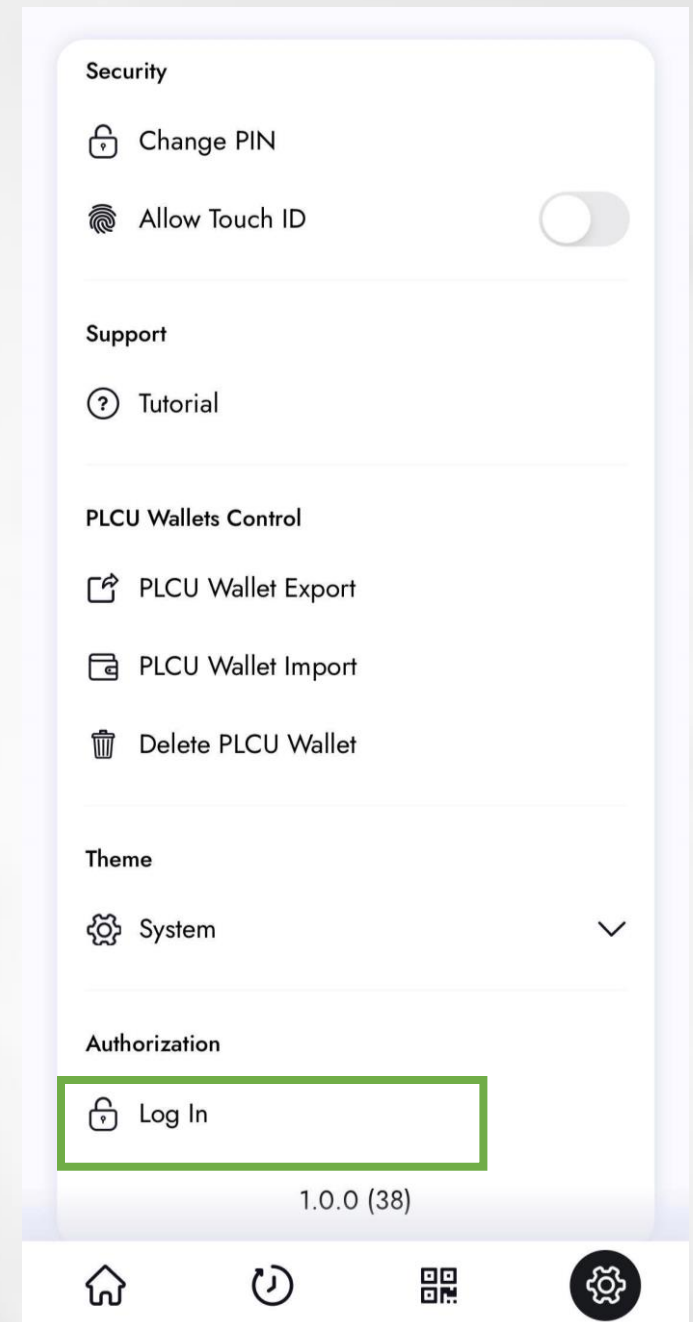 Security
Change PIN
Allow Touch ID
Support
Tutorial
PLCU Wallets Control
PLCU Wallet Export
PLCU Wallet Import
Delete PLCU Wallet
Theme
System
Authorization
Log In
1.0.0 (38)